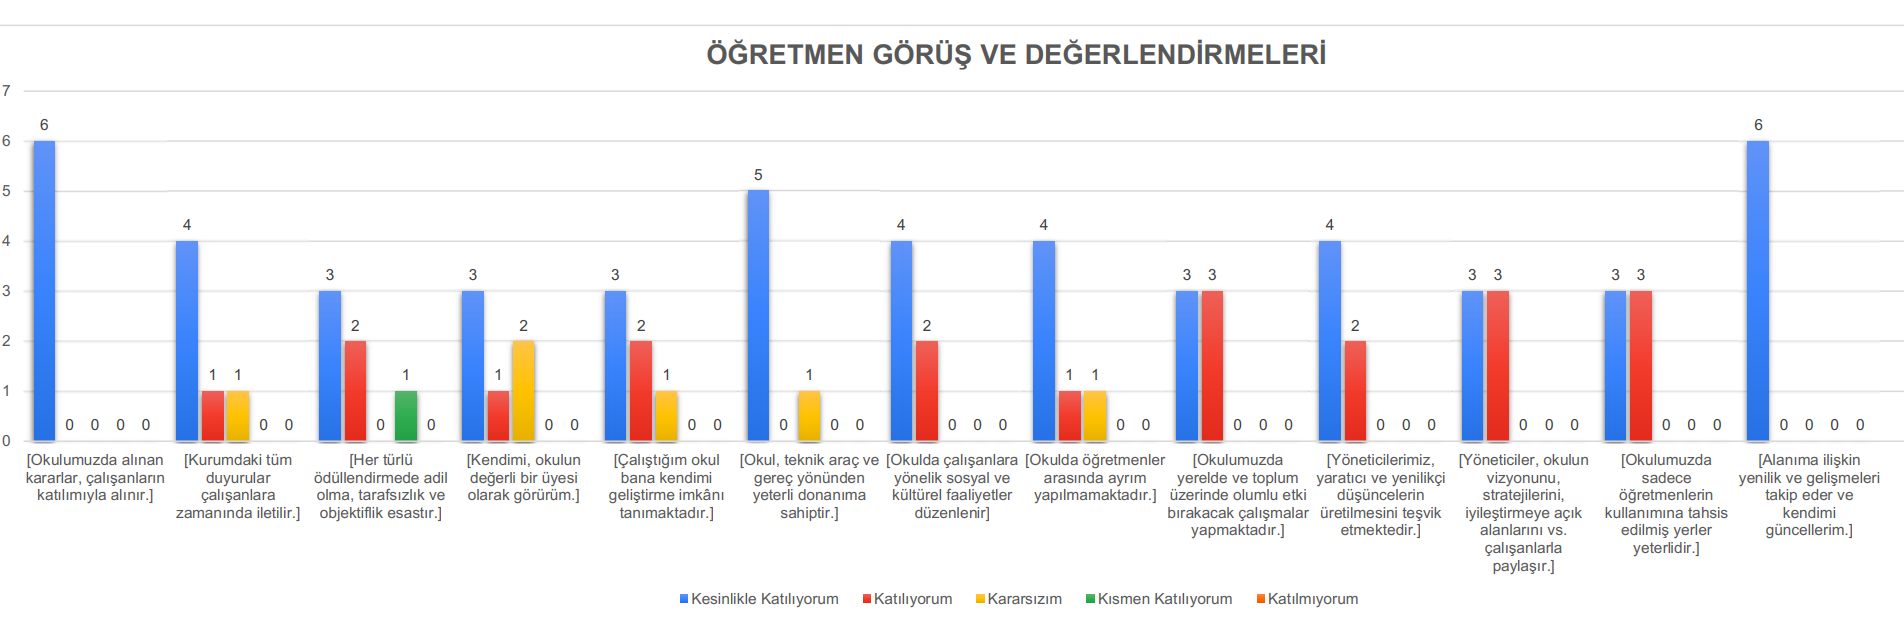 ÖĞRETMEN GÖRÜŞ VE DEĞERLENDİRMELERİ
7
6
5
4
3
2
1
0
6 0 0 0 0
4 1 1 0 0
3 2 0 1 0
3 1 2 0 0
3 2 1 0 0
5 0 1 0 0
4 2 0 0 0
4 1 1 0 0
3 3 0 0 0
4 2 0 0 0
3 3 0 0 0
3 3 0 0 0
6 0 0 0 0
[Okulumuzda alınan
kararlar, çalışanların
katılımıyla alınır.]
[Kurumdaki tüm
duyurular
çalışanlara
zamanında iletilir.]
[Her türlü
ödüllendirmede adil
olma, tarafsızlık ve
objektiflik esastır.]
[Kendimi, okulun
değerli bir üyesi
olarak görürüm.]
[Çalıştığım okul
bana kendimi
geliştirme imkânı
tanımaktadır.]
[Okul, teknik araç ve
gereç yönünden
yeterli donanıma
sahiptir.]
[Okulda çalışanlara
yönelik sosyal ve
kültürel faaliyetler
düzenlenir]
[Okulda öğretmenler
arasında ayrım
yapılmamaktadır.]
[Okulumuzda
yerelde ve toplum
üzerinde olumlu etki
bırakacak çalışmalar
yapmaktadır.]
[Yöneticilerimiz,
yaratıcı ve yenilikçi
düşüncelerin
üretilmesini teşvik
etmektedir.]
[Yöneticiler, okulun
vizyonunu,
stratejilerini,
iyileştirmeye açık
alanlarını vs.
çalışanlarla
paylaşır.]
[Okulumuzda
sadece
öğretmenlerin
kullanımına tahsis
edilmiş yerler
yeterlidir.]
[Alanıma ilişkin
yenilik ve gelişmeleri
takip eder ve
kendimi
güncellerim.]
Kesinlikle Katılıyorum Katılıyorum Kararsızım Kısmen Katılıyorum Katılmıyorum